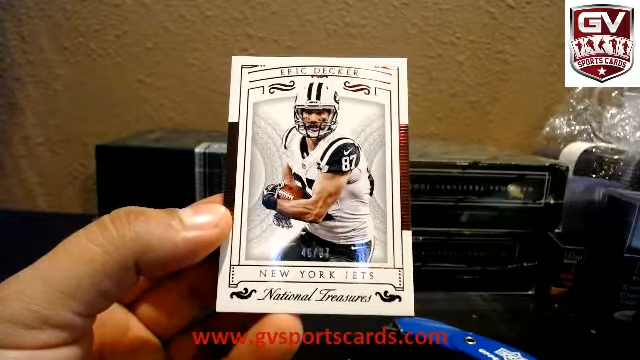 GV
SPORTS CARDS
ERIC DECKER
87
NEW YORK JETS
National Treasures
www.gvsportscards.com